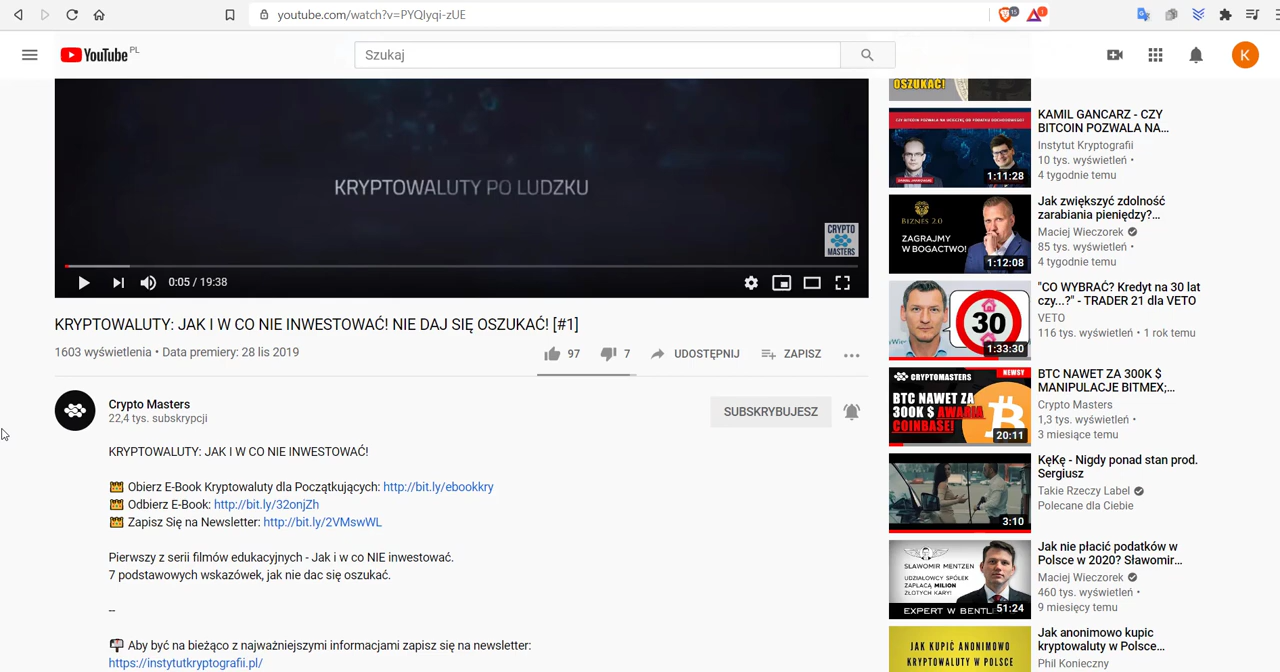 youtube.com/watch?v=PYQIyqi-zUE
15
1
YouTube PL
Szukaj
K
KRYPTOWALUTY PO LUDZKU
CRYPTO
MASTERS
0:05 / 19:38
KRYPTOWALUTY: JAK I W CO NIE INWESTOWAĆ! NIE DAJ SIĘ OSZUKAĆ! [#1]
1603 wyświetlenia • Data premiery: 28 lis 2019
97
7
UDOSTĘPNIJ
ZAPISZ
Crypto Masters
22,4 tys. subskrypcji
SUBSKRYBUJESZ
KRYPTOWALUTY: JAK I W CO NIE INWESTOWAĆ!
Obierz E-Book Kryptowaluty dla Początkujących: http://bit.ly/ebookkry
Odbierz E-Book: http://bit.ly/32onjZh
Zapisz Się na Newsletter: http://bit.ly/2VMswWL
Pierwszy z serii filmów edukacyjnych - Jak i w co NIE inwestować.
7 podstawowych wskazówek, jak nie dac się oszukać.
--
Aby być na bieżąco z najważniejszymi informacjami zapisz się na newsletter:
https://instytutkryptografii.pl/
OSZUKAĆ!
1:11:28
KAMIL GANCARZ - CZY
BITCOIN POZWALA NA...
Instytut Kryptografii
10 tys. wyświetleń •
4 tygodnie temu
BIZNES 2.0
ZAGRAJMY
W BOGACTWO!
1:12:08
Jak zwiększyć zdolność
zarabiania pieniędzy?...
Maciej Wieczorek
85 tys. wyświetleń •
4 tygodnie temu
30
1:33:30
"CO WYBRAĆ? Kredyt na 30 lat
czy...?" - TRADER 21 dla VETO
VETO
116 tys. wyświetleń • 1 rok temu
CRYPTOMASTERS
NEWSY
BTC NAWET ZA
300K $ AWARIA
COINBASE!
20:11
BTC NAWET ZA 300K $
MANIPULACJE BITMEX;...
Crypto Masters
1,3 tys. wyświetleń •
3 miesiące temu
3:10
KęKę - Nigdy ponad stan prod.
Sergiusz
Takie Rzeczy Label
Polecane dla Ciebie
SŁAWOMIR MENTZEN
UDZIAŁOWCY SPÓŁEK
ZAPŁACĄ MILION
ZŁOTYCH KARY!
EXPERT W BENTL
51:24
Jak nie płacić podatków w
Polsce w 2020? Sławomir...
Maciej Wieczorek
460 tys. wyświetleń •
9 miesięcy temu
JAK KUPIĆ ANONIMOWO
KRYPTOWALUTY W POLSCE
Jak anonimowo kupic
kryptowaluty w Polsce...
Phil Konieczny